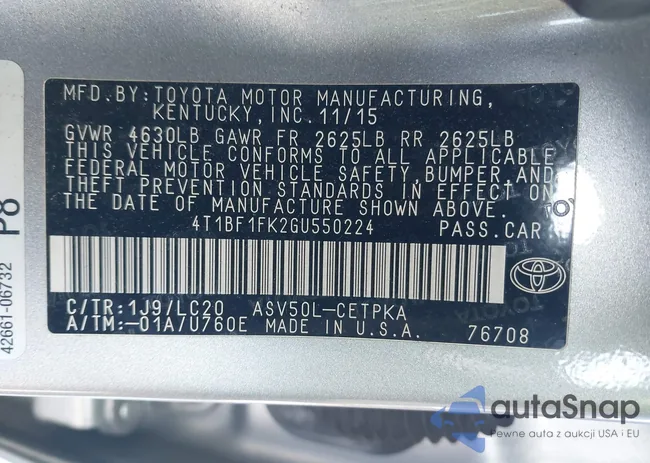 MFD. BY: TOYOTA MOTOR MANUFACTURING,
KENTUCKY, INC. 11/15
GVWR 4630LB GAWR FR 2625LB RR 2625LB
THIS VEHICLE CONFORMS TO ALL APPLICABLE
FEDERAL MOTOR VEHICLE SAFETY, BUMPER, AND
THEFT PREVENTION STANDARDS IN EFFECT ON
THE DATE OF MANUFACTURE SHOWN ABOVE.
4T1BF1FK2GU550224 PASS. CAR
C/TR: 1J9/LC20 ASV50L-CETPKA
A/TM: -01A/U760E MADE IN U.S.A. 76708
42661-06732 P8
autaSnap
Pewne auta z aukcji USA i EU